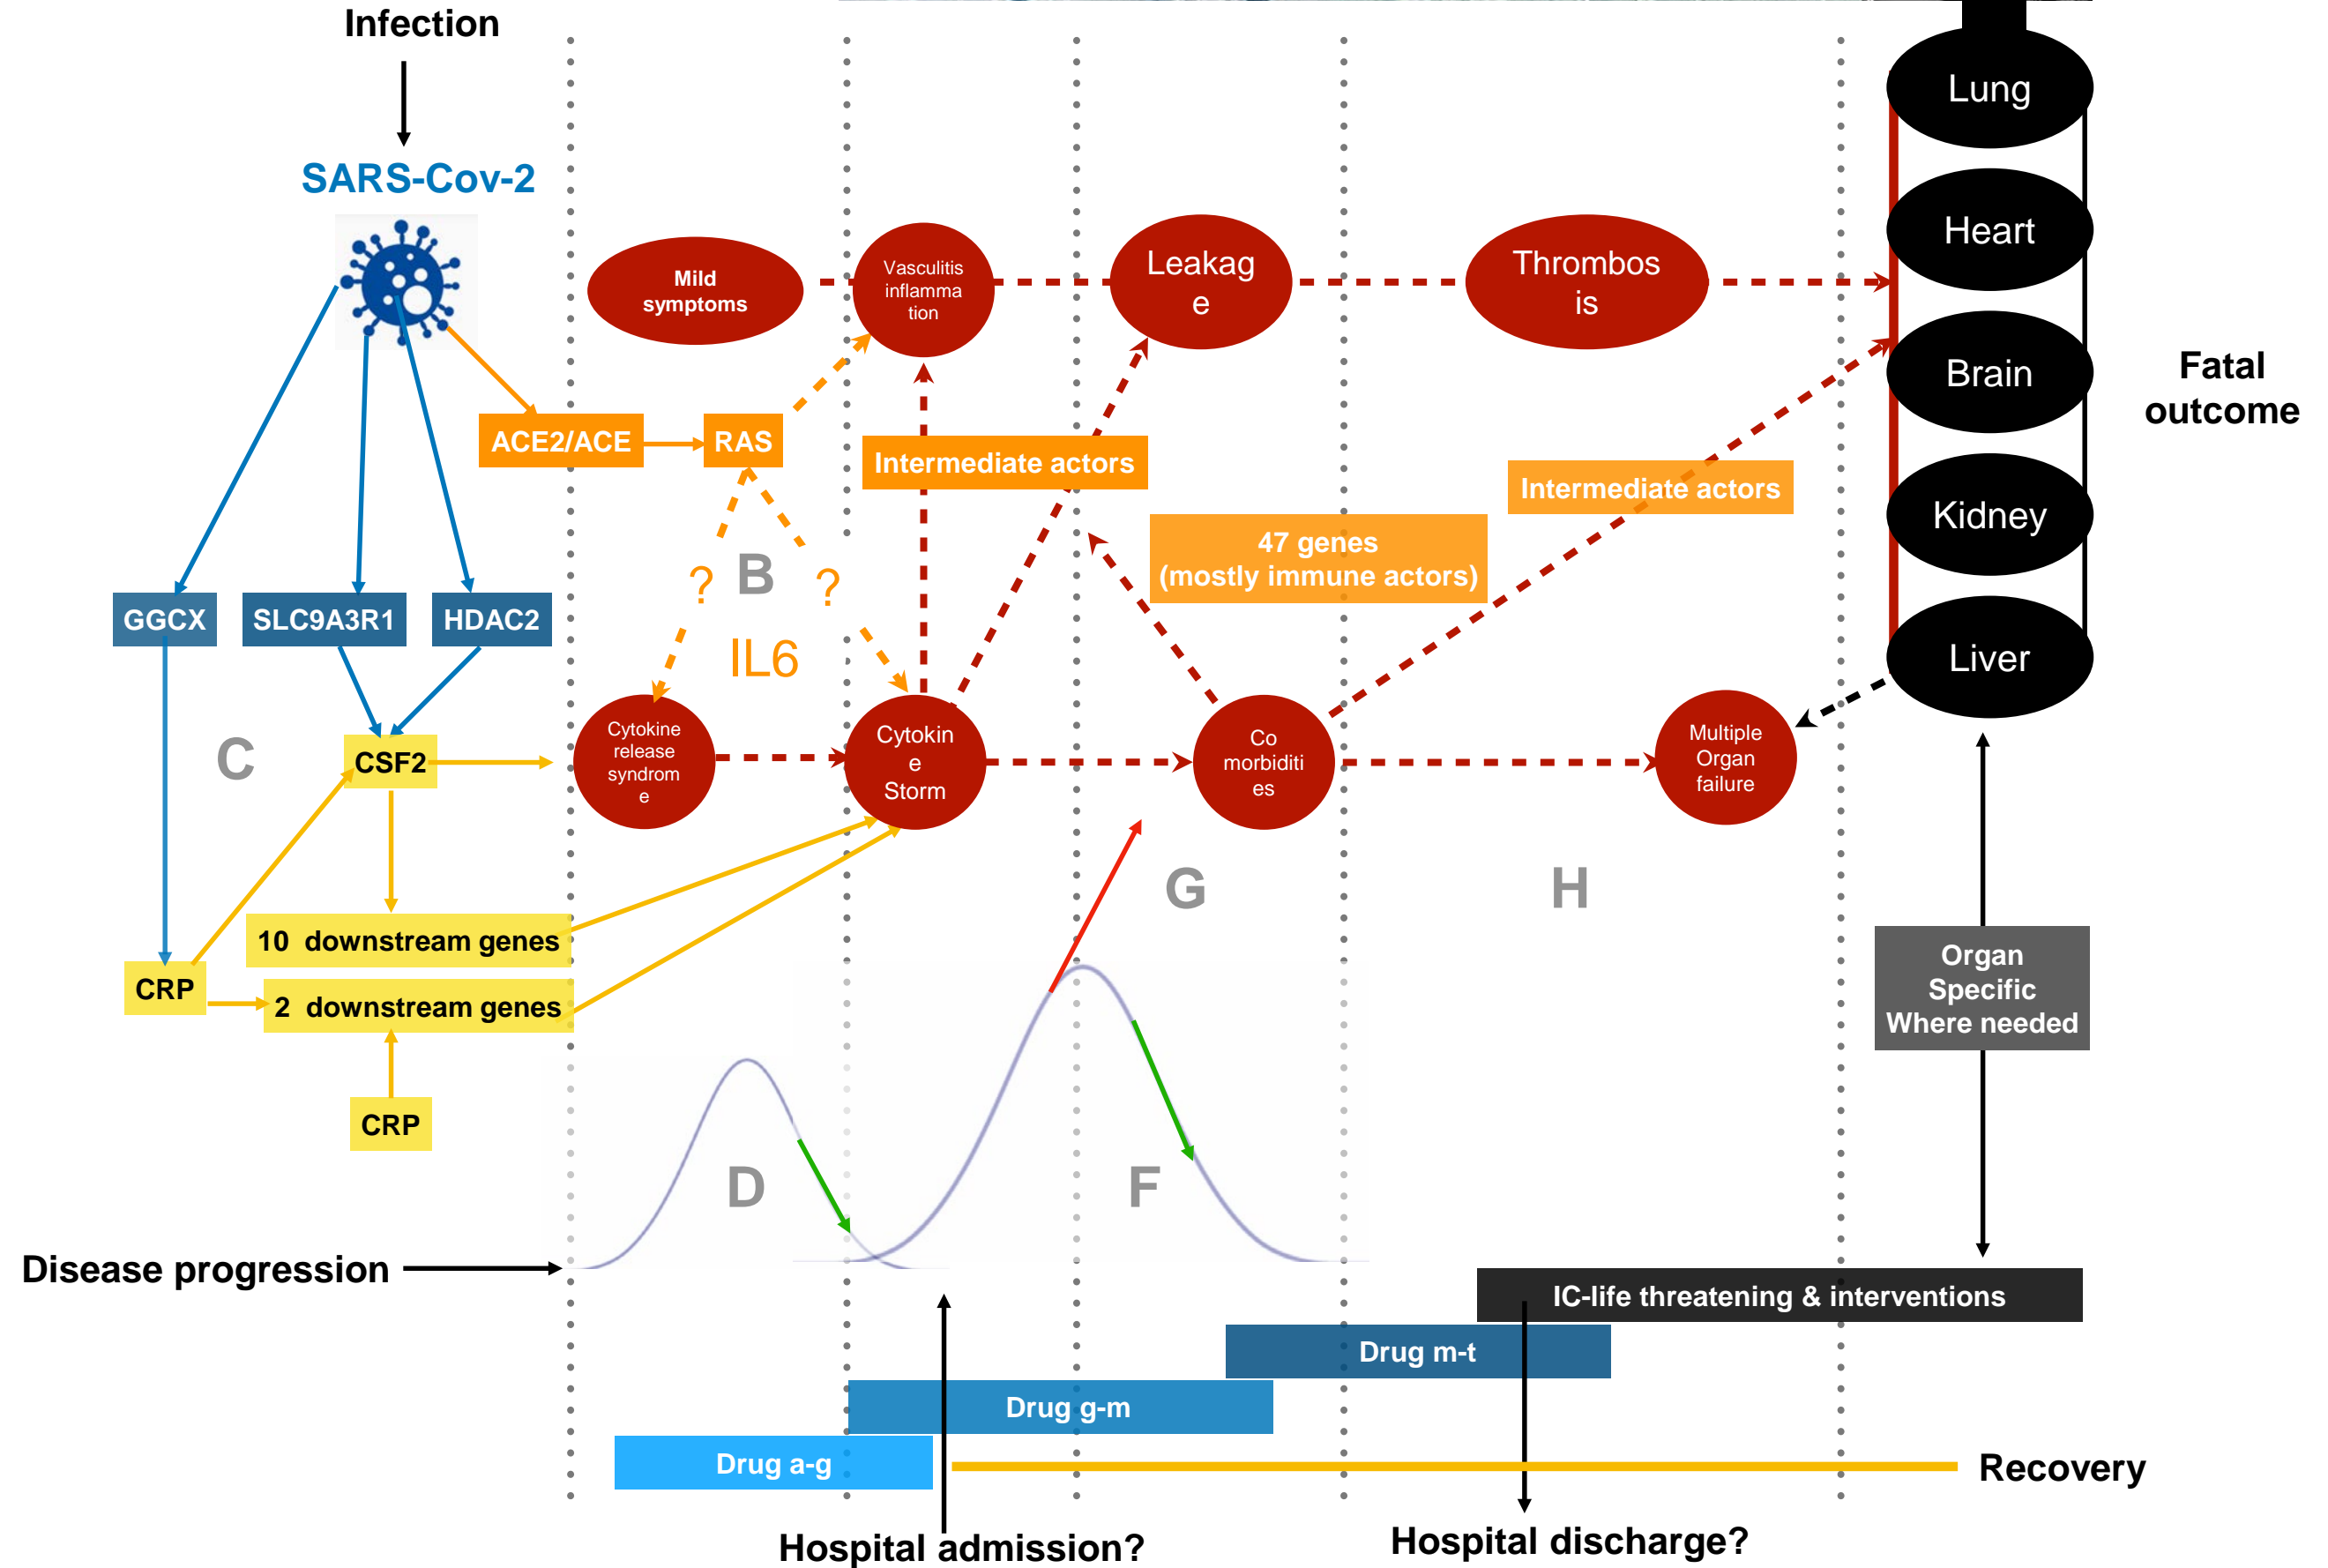 Infection
SARS-Cov-2
Lung
Heart
Brain
Kidney
Liver
Fatal
outcome
Mild
symptoms
Vasculitis
inflamma
tion
Leakag
e
Thrombos
is
ACE2/ACE
RAS
Intermediate actors
Intermediate actors
47 genes
(mostly immune actors)
?
B
?
IL6
GGCX
SLC9A3R1
HDAC2
C
CSF2
Cytokine
release
syndrom
e
Cytokin
e
Storm
Co
morbiditi
es
Multiple
Organ
failure
G
H
10 downstream genes
CRP
2 downstream genes
CRP
Organ
Specific
Where needed
D
F
Disease progression
IC-life threatening & interventions
Drug m-t
Drug g-m
Drug a-g
Recovery
Hospital admission?
Hospital discharge?